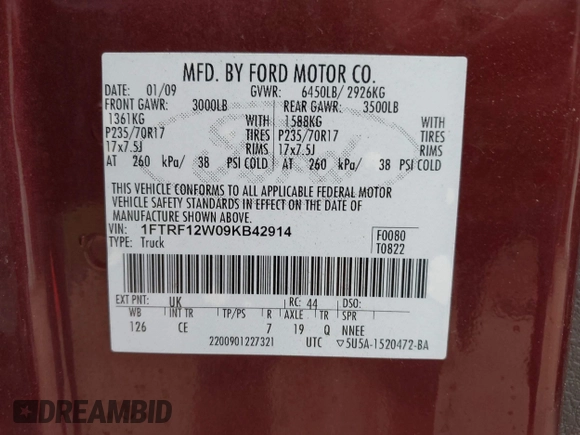 MFD. BY FORD MOTOR CO.
DATE: 01/09 GVWR: 6450LB/ 2926KG
FRONT GAWR: 3000LB REAR GAWR: 3500LB
1361KG WITH 1588KG WITH
P235/70R17 TIRES P235/70R17 TIRES
17x7.5J RIMS 17x7.5J RIMS
AT 260 kPa/ 38 PSI COLD AT 260 kPa/ 38 PSI COLD
THIS VEHICLE CONFORMS TO ALL APPLICABLE FEDERAL MOTOR
VEHICLE SAFETY STANDARDS IN EFFECT ON THE DATE OF
MANUFACTURE SHOWN ABOVE.
VIN: 1FTRF12W09KB42914 F0080
TYPE: Truck T0822
EXT PNT: UK RC: 44 DSO:
WB INT TR TP/PS R AXLE TR SPR
126 CE 7 19 Q NNEE
2200901227321 UTC ▽5U5A-1520472-BA
DREAMBID